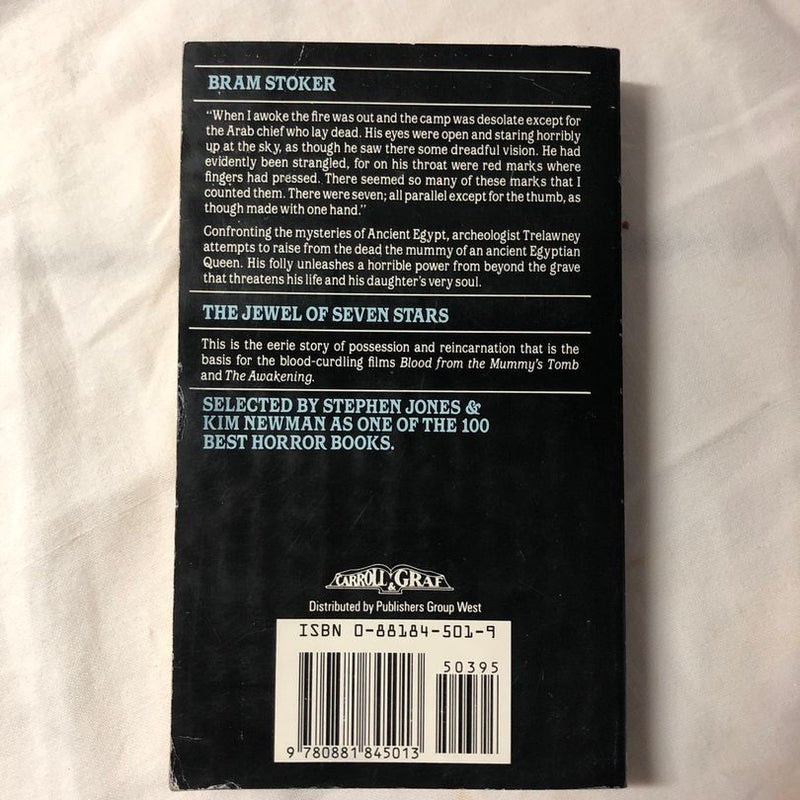 BRAM STOKER
"When I awoke the fire was out and the camp was desolate except for
the Arab chief who lay dead. His eyes were open and staring horribly
up at the sky, as though he saw there some dreadful vision. He had
evidently been strangled, for on his throat were red marks where
fingers had pressed. There seemed so many of these marks that I
counted them. There were seven; all parallel except for the thumb, as
though made with one hand."
Confronting the mysteries of Ancient Egypt, archeologist Trelawney
attempts to raise from the dead the mummy of an ancient Egyptian
Queen. His folly unleashes a horrible power from beyond the grave
that threatens his life and his daughter's very soul.
THE JEWEL OF SEVEN STARS
This is the eerie story of possession and reincarnation that is the
basis for the blood-curdling films Blood from the Mummy's Tomb
and The Awakening.
SELECTED BY STEPHEN JONES &
KIM NEWMAN AS ONE OF THE 100
BEST HORROR BOOKS.
CARROLL & GRAF
Distributed by Publishers Group West
ISBN 0-88184-501-9
50395
9 780881 845013